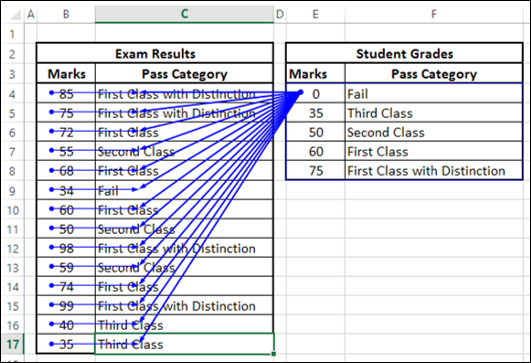 A B C D E F
1
2 Exam Results Student Grades
3 Marks Pass Category Marks Pass Category
4 85 First Class with Distinction 0 Fail
5 75 First Class with Distinction 35 Third Class
6 72 First Class 50 Second Class
7 55 Second Class 60 First Class
8 68 First Class 75 First Class with Distinction
9 34 Fail
10 60 First Class
11 50 Second Class
12 98 First Class with Distinction
13 59 Second Class
14 74 First Class
15 99 First Class with Distinction
16 40 Third Class
17 35 Third Class